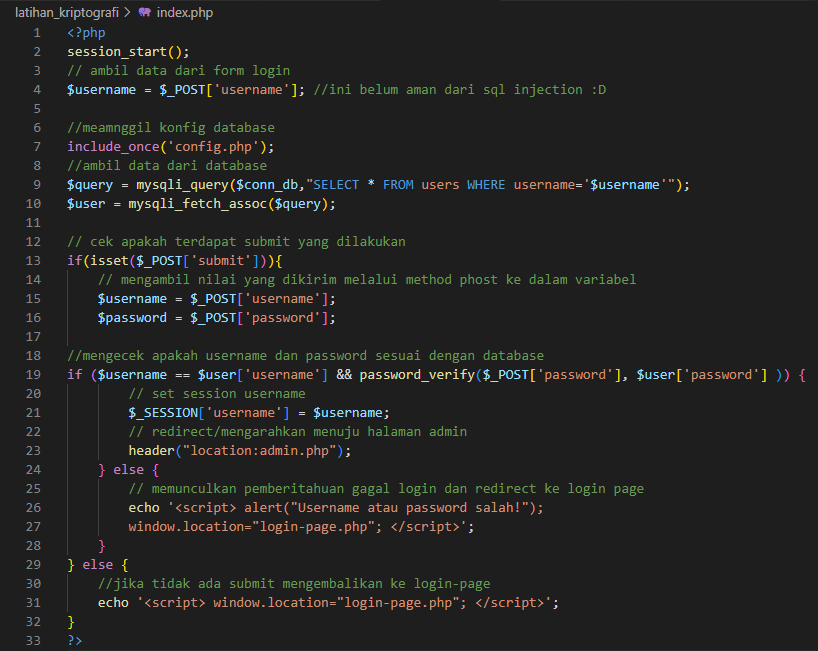 latihan_kriptografi > index.php
1 <?php
2 session_start();
3 // ambil data dari form login
4 $username = $_POST['username']; //ini belum aman dari sql injection :D
5
6 //meamnggil konfig database
7 include_once('config.php');
8 //ambil data dari database
9 $query = mysqli_query($conn_db,"SELECT * FROM users WHERE username='$username'");
10 $user = mysqli_fetch_assoc($query);
11
12 // cek apakah terdapat submit yang dilakukan
13 if(isset($_POST['submit'])){
14     // mengambil nilai yang dikirim melalui method phost ke dalam variabel
15     $username = $_POST['username'];
16     $password = $_POST['password'];
17
18 //mengecek apakah username dan password sesuai dengan database
19 if ($username == $user['username'] && password_verify($_POST['password'], $user['password'] )) {
20         // set session username
21         $_SESSION['username'] = $username;
22         // redirect/mengarahkan menuju halaman admin
23         header("location:admin.php");
24     } else {
25         // memunculkan pemberitahuan gagal login dan redirect ke login page
26         echo '<script> alert("Username atau password salah!");
27         window.location="login-page.php"; </script>';
28     }
29 } else {
30     //jika tidak ada submit mengembalikan ke login-page
31     echo '<script> window.location="login-page.php"; </script>';
32 }
33 ?>